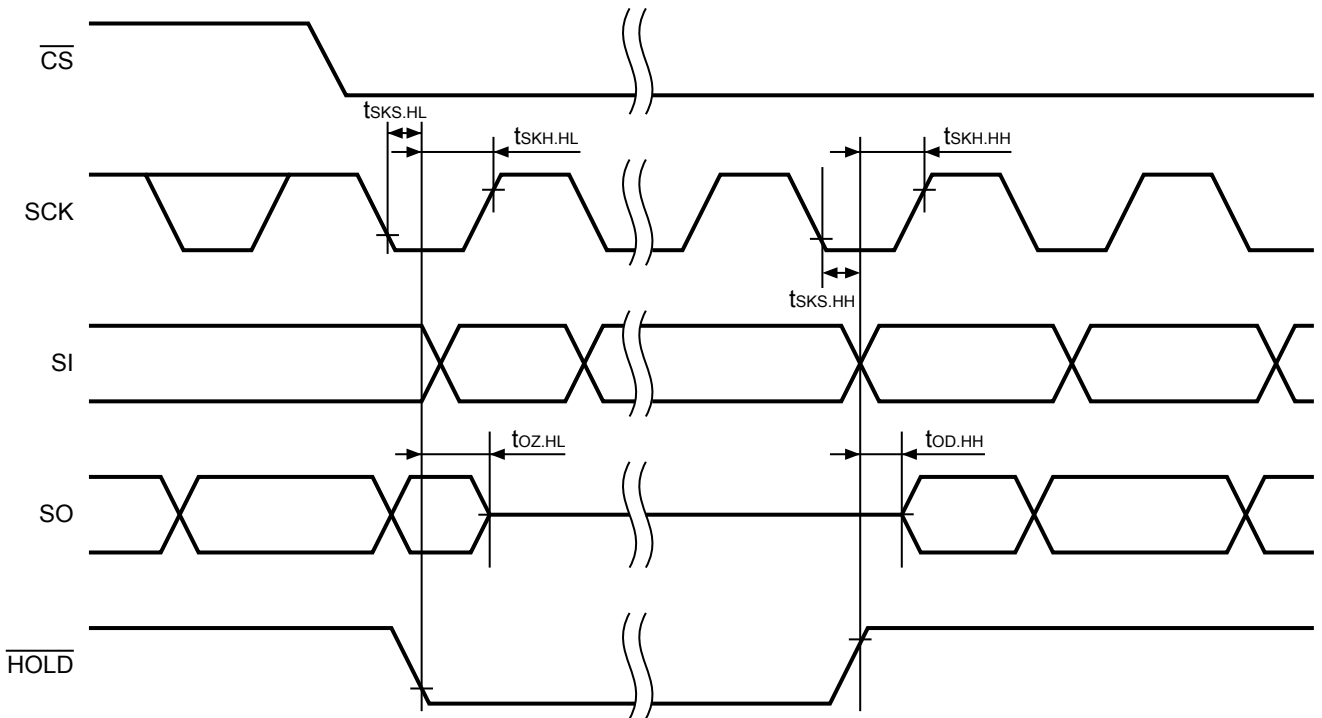 CS
tSKS.HL
tSKH.HL
tSKH.HH
SCK
tSKS.HH
SI
tOZ.HL
tOD.HH
SO
HOLD